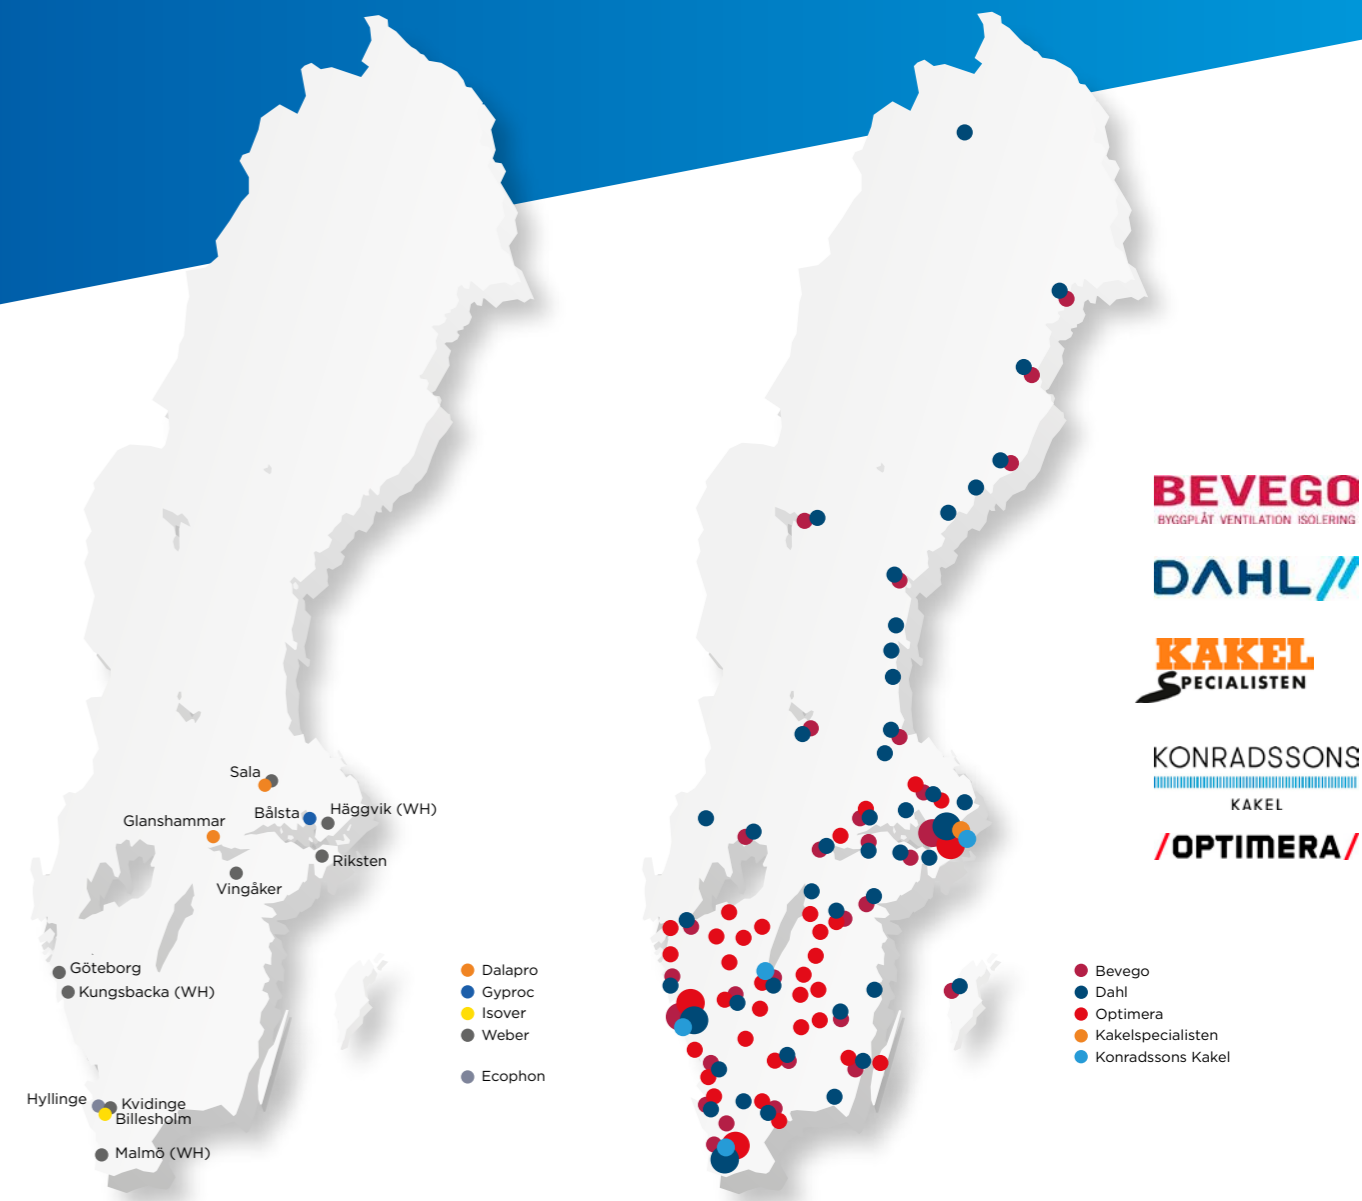 Sala
Bålsta
Häggvik (WH)
Glanshammar
Riksten
Vingåker
Göteborg
Kungsbacka (WH)
Hyllinge
Kvidinge
Billesholm
Malmö (WH)
Dalapro
Gyproc
Isover
Weber
Ecophon
Bevego
Dahl
Optimera
Kakelspecialisten
Konradssons Kakel
BEVEGO
BYGGPLÅT VENTILATION ISOLERING
DAHL//
KAKEL
SPECIALISTEN
KONRADSSONS
KAKEL
/OPTIMERA/